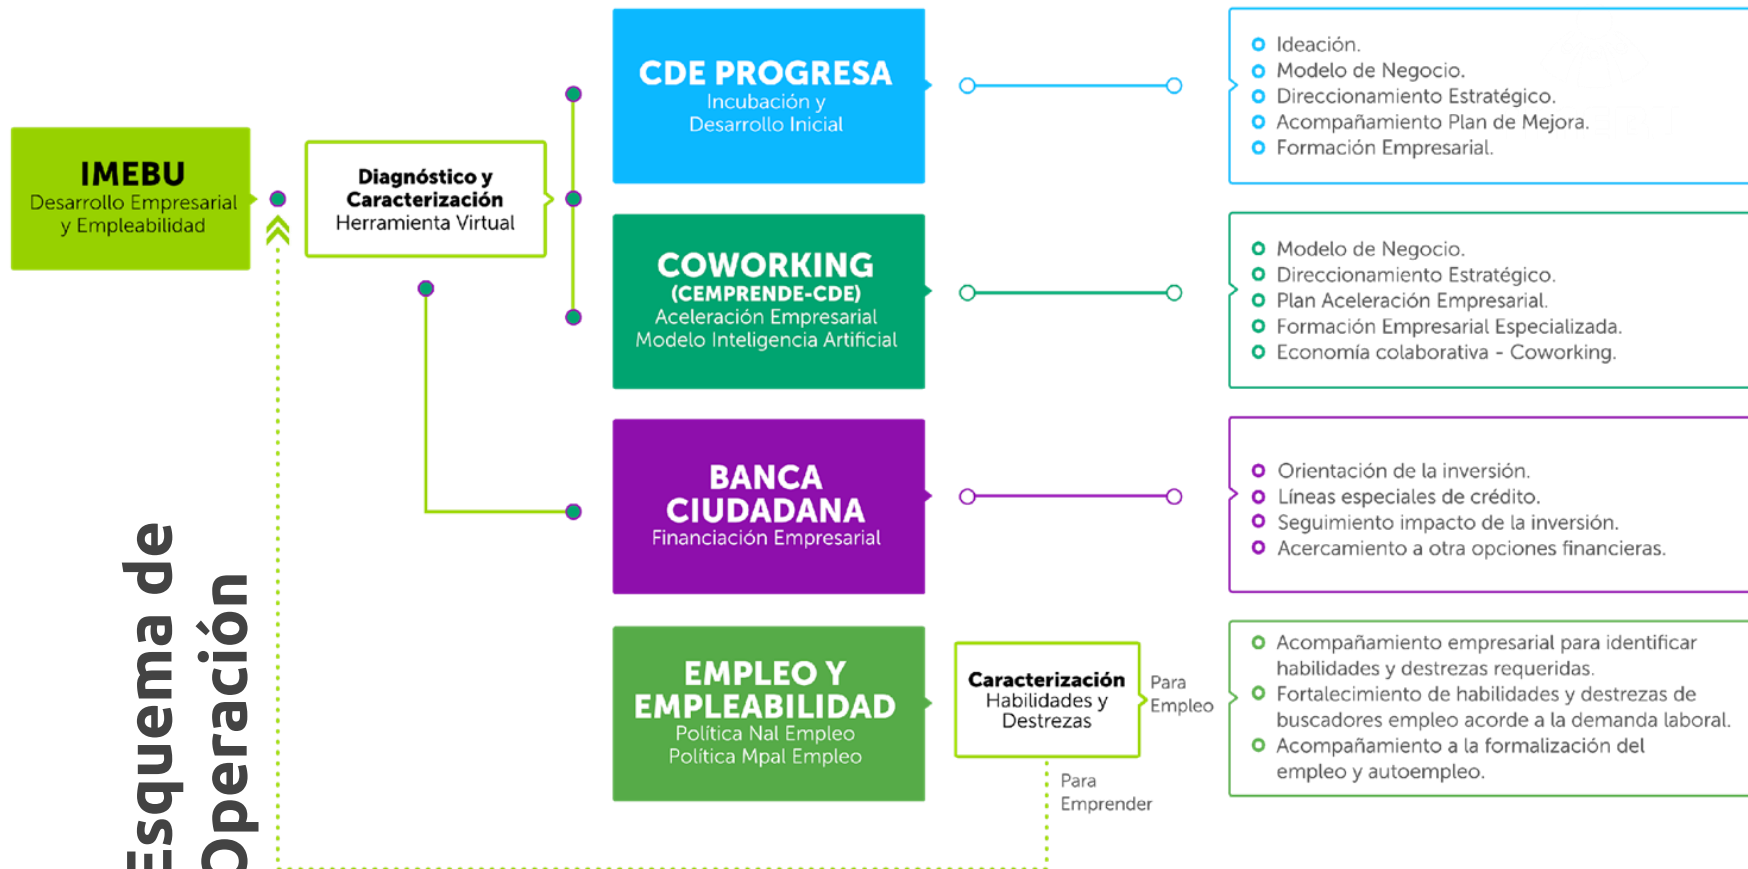 IMEBU
Desarrollo Empresarial
y Empleabilidad
Diagnóstico y
Caracterización
Herramienta Virtual
CDE PROGRESA
Incubación y
Desarrollo Inicial
Ideación.
Modelo de Negocio.
Direccionamiento Estratégico.
Acompañamiento Plan de Mejora.
Formación Empresarial.
COWORKING
(CEMPRENDE-CDE)
Aceleración Empresarial
Modelo Inteligencia Artificial
Modelo de Negocio.
Direccionamiento Estratégico.
Plan Aceleración Empresarial.
Formación Empresarial Especializada.
Economía colaborativa - Coworking.
BANCA
CIUDADANA
Financiación Empresarial
Orientación de la inversión.
Líneas especiales de crédito.
Seguimiento impacto de la inversión.
Acercamiento a otra opciones financieras.
EMPLEO Y
EMPLEABILIDAD
Política Nal Empleo
Política Mpal Empleo
Caracterización
Habilidades y
Destrezas
Para
Empleo
Para
Emprender
Acompañamiento empresarial para identificar
habilidades y destrezas requeridas.
Fortalecimiento de habilidades y destrezas de
buscadores empleo acorde a la demanda laboral.
Acompañamiento a la formalización del
empleo y autoempleo.
Esquema de
Operación